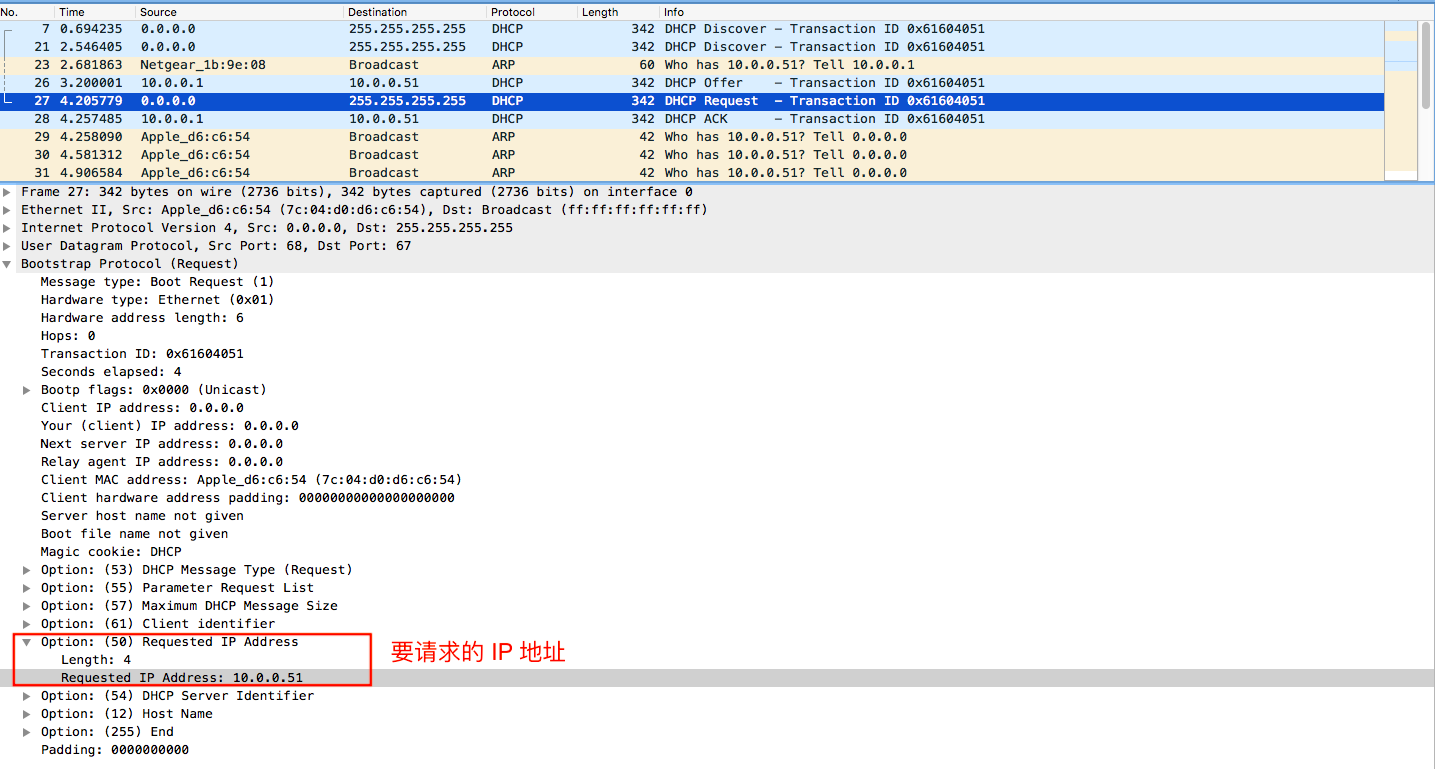 No. Time Source Destination Protocol Length Info
7 0.694235 0.0.0.0 255.255.255.255 DHCP 342 DHCP Discover – Transaction ID 0x61604051
21 2.546405 0.0.0.0 255.255.255.255 DHCP 342 DHCP Discover – Transaction ID 0x61604051
23 2.681863 Netgear_1b:9e:08 Broadcast ARP 60 Who has 10.0.0.51? Tell 10.0.0.1
26 3.200001 10.0.0.1 10.0.0.51 DHCP 342 DHCP Offer – Transaction ID 0x61604051
27 4.205779 0.0.0.0 255.255.255.255 DHCP 342 DHCP Request – Transaction ID 0x61604051
28 4.257485 10.0.0.1 10.0.0.51 DHCP 342 DHCP ACK – Transaction ID 0x61604051
29 4.258090 Apple_d6:c6:54 Broadcast ARP 42 Who has 10.0.0.51? Tell 0.0.0.0
30 4.581312 Apple_d6:c6:54 Broadcast ARP 42 Who has 10.0.0.51? Tell 0.0.0.0
31 4.906584 Apple_d6:c6:54 Broadcast ARP 42 Who has 10.0.0.51? Tell 0.0.0.0
Frame 27: 342 bytes on wire (2736 bits), 342 bytes captured (2736 bits) on interface 0
Ethernet II, Src: Apple_d6:c6:54 (7c:04:d0:d6:c6:54), Dst: Broadcast (ff:ff:ff:ff:ff:ff)
Internet Protocol Version 4, Src: 0.0.0.0, Dst: 255.255.255.255
User Datagram Protocol, Src Port: 68, Dst Port: 67
Bootstrap Protocol (Request)
Message type: Boot Request (1)
Hardware type: Ethernet (0x01)
Hardware address length: 6
Hops: 0
Transaction ID: 0x61604051
Seconds elapsed: 4
Bootp flags: 0x0000 (Unicast)
Client IP address: 0.0.0.0
Your (client) IP address: 0.0.0.0
Next server IP address: 0.0.0.0
Relay agent IP address: 0.0.0.0
Client MAC address: Apple_d6:c6:54 (7c:04:d0:d6:c6:54)
Client hardware address padding: 00000000000000000000
Server host name not given
Boot file name not given
Magic cookie: DHCP
Option: (53) DHCP Message Type (Request)
Option: (55) Parameter Request List
Option: (57) Maximum DHCP Message Size
Option: (61) Client identifier
Option: (50) Requested IP Address
要请求的 IP 地址
Length: 4
Requested IP Address: 10.0.0.51
Option: (54) DHCP Server Identifier
Option: (12) Host Name
Option: (255) End
Padding: 0000000000